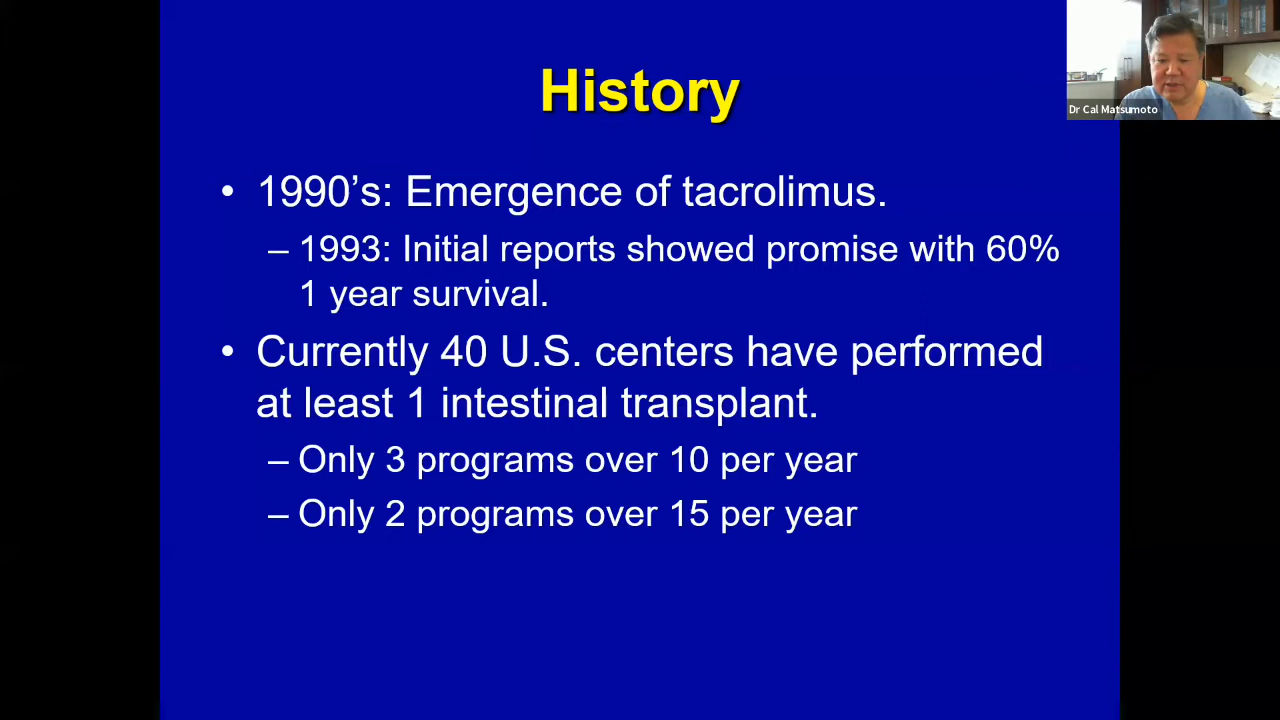 History
Dr Cal Matsumoto
• 1990’s: Emergence of tacrolimus.
– 1993: Initial reports showed promise with 60%
1 year survival.
• Currently 40 U.S. centers have performed
at least 1 intestinal transplant.
– Only 3 programs over 10 per year
– Only 2 programs over 15 per year